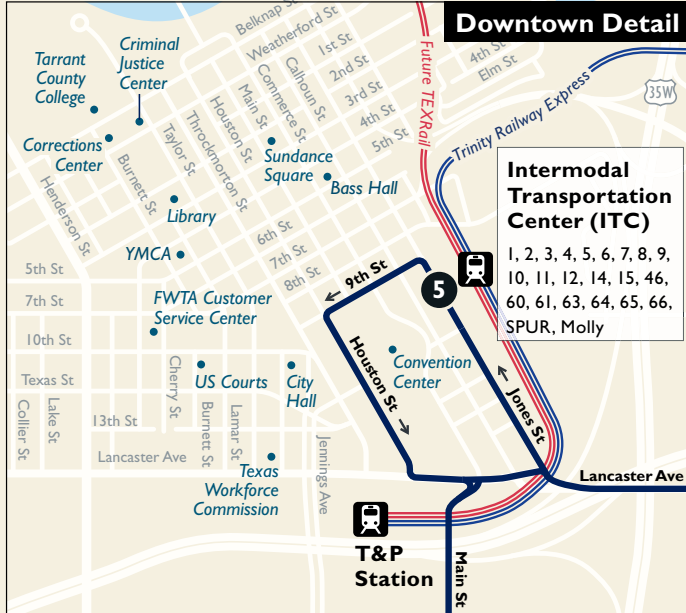 Downtown Detail
Belknap St
Weatherford St
1st St
2nd St
3rd St
4th St
5th St
4th St
Elm St
Calhoun St
Commerce St
Main St
Houston St
Throckmorton St
Taylor St
Burnett St
Henderson St
Future TEXRail
Trinity Railway Express
35W
Criminal
Justice
Center
Tarrant
County
College
Corrections
Center
Sundance
Square
Bass Hall
Library
YMCA
Intermodal
Transportation
Center (ITC)
1, 2, 3, 4, 5, 6, 7, 8, 9,
10, 11, 12, 14, 15, 46,
60, 61, 63, 64, 65, 66,
SPUR, Molly
6th St
7th St
8th St
5th St
7th St
10th St
Texas St
13th St
Lancaster Ave
← 9th St
5
FWTA Customer
Service Center
Houston St →
Convention
Center
← Jones St
US Courts
City
Hall
Collier St
Lake St
Cherry St
Burnett St
Lamar St
Jennings Ave
Texas
Workforce
Commission
Lancaster Ave
T&P
Station
Main St